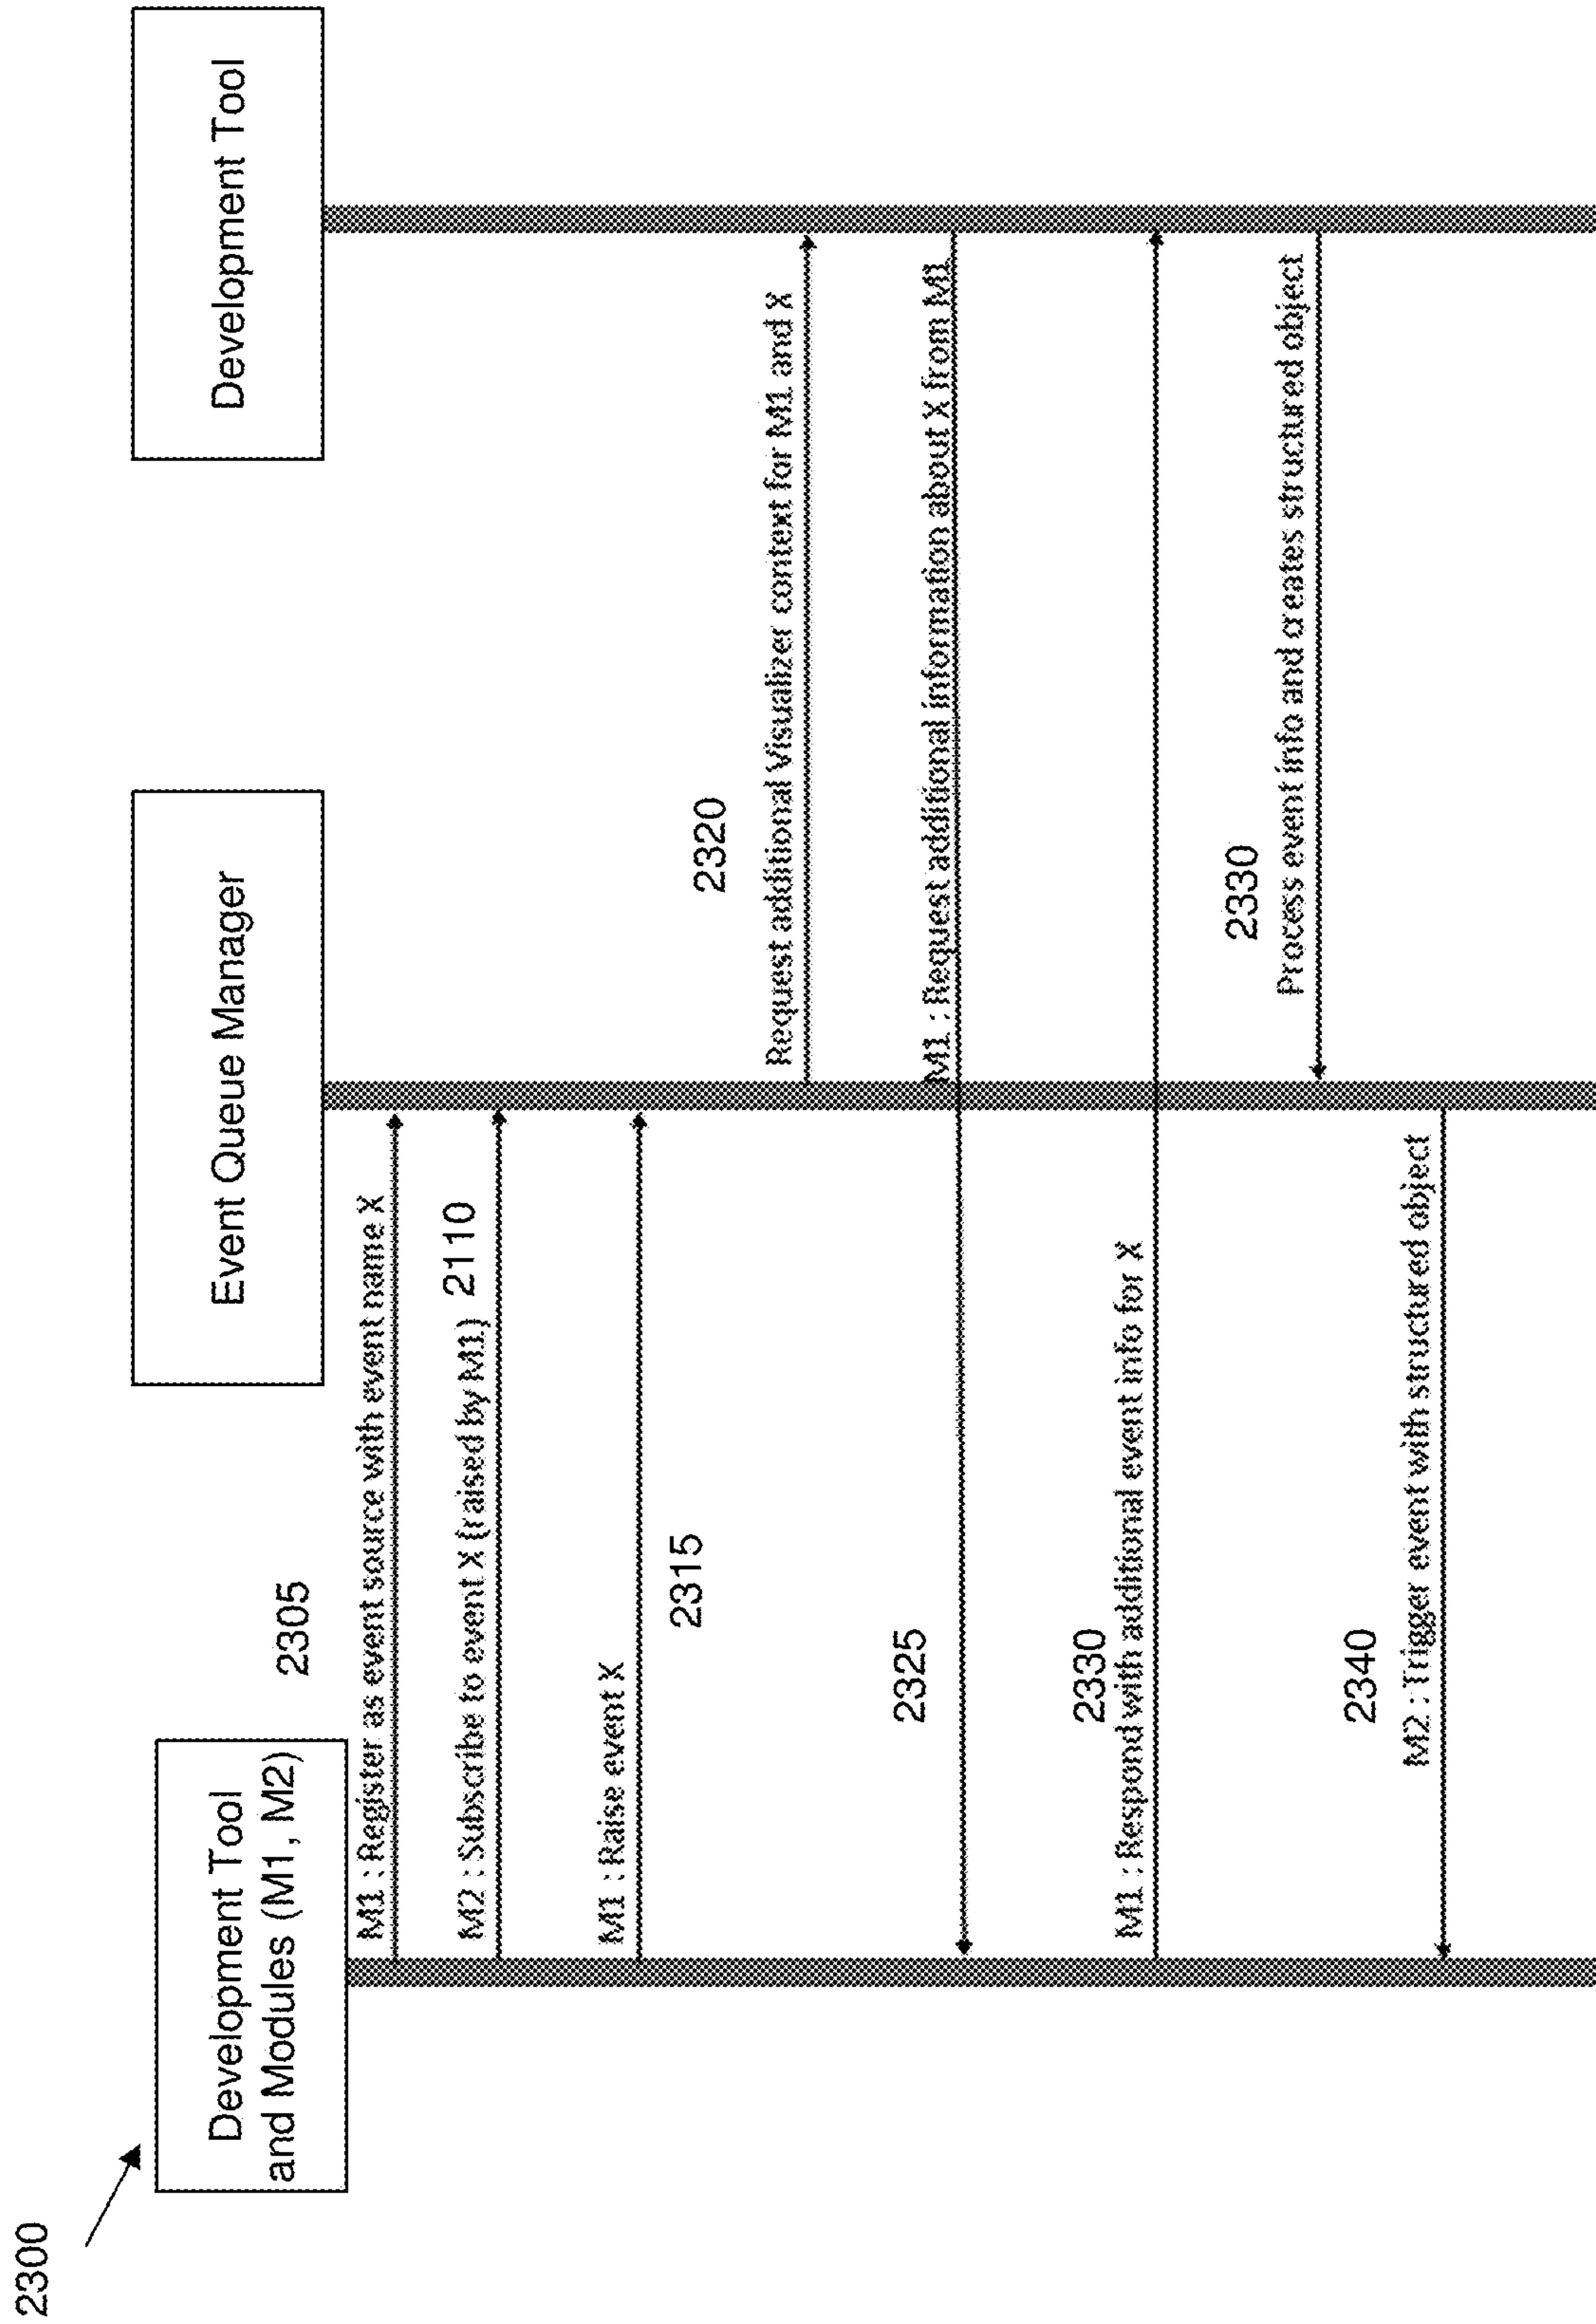 2300
Development Tool
and Modules (M1, M2)
Event Queue Manager
Development Tool
2305
M1 : Register as event source with event name X
M2 : Subscribe to event X (raised by M1) 2110
M1 : Raise event X
2315
2320
Request additional Visualizer context for M1 and X
2325
M1 : Request additional information about X from M1
2330
M1 : Respond with additional event info for X
2330
Process event info and creates structured object
2340
M2 : Trigger event with structured object